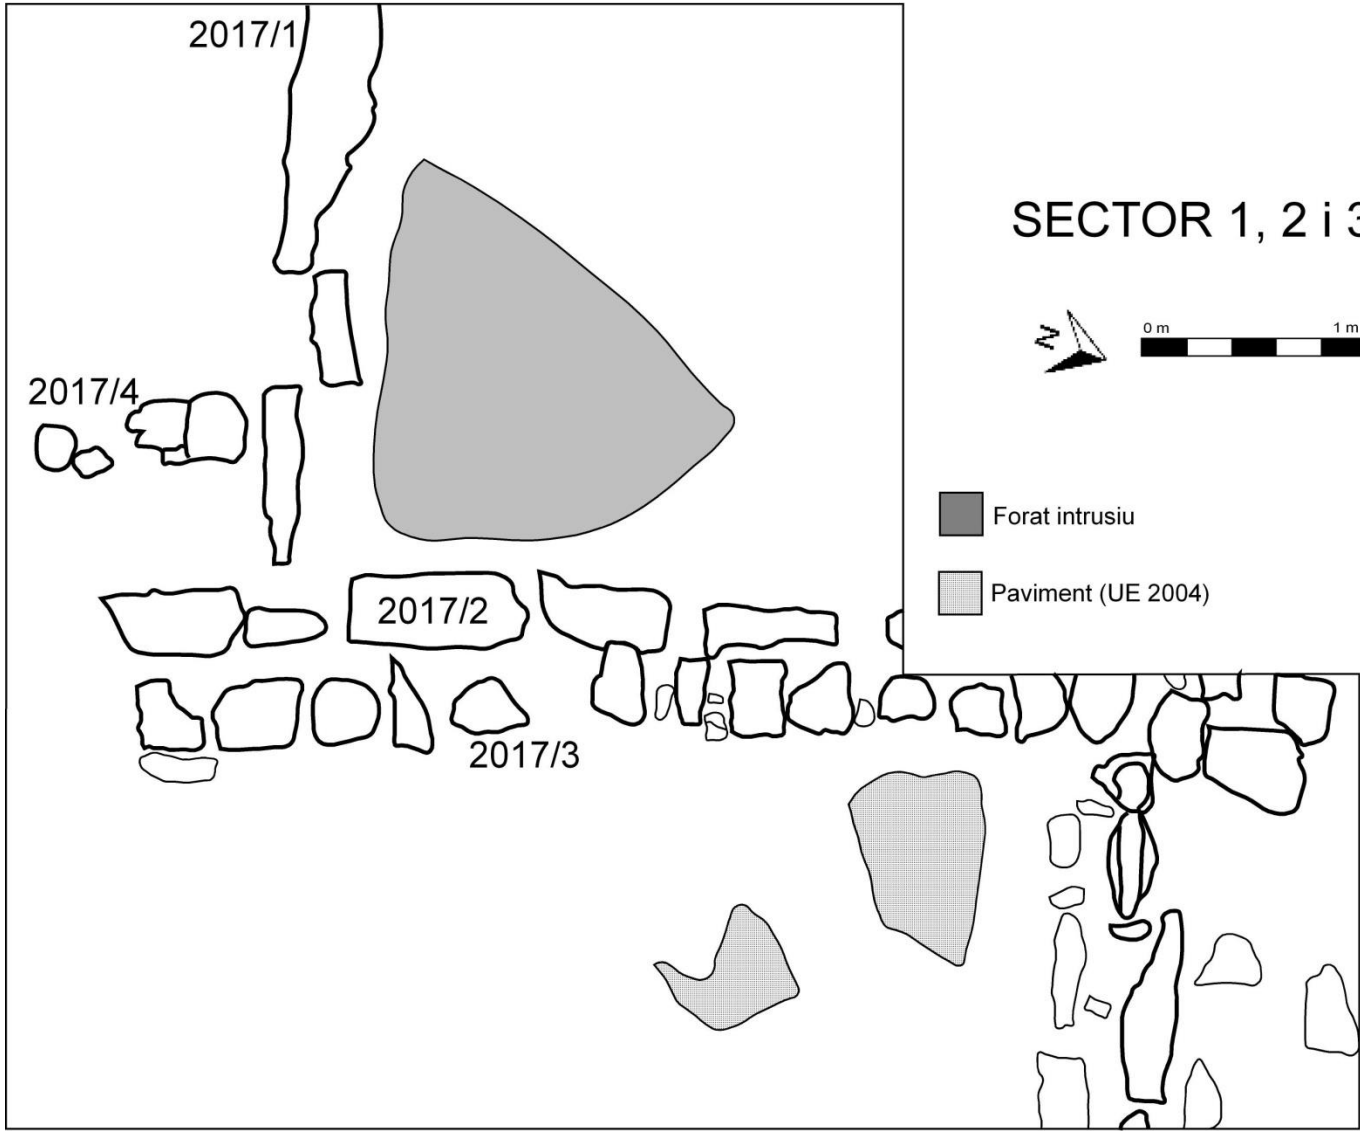 2017/1
SECTOR 1, 2 i 3
N
0 m 1 m
2017/4
Forat intrusiu
Paviment (UE 2004)
2017/2
2017/3